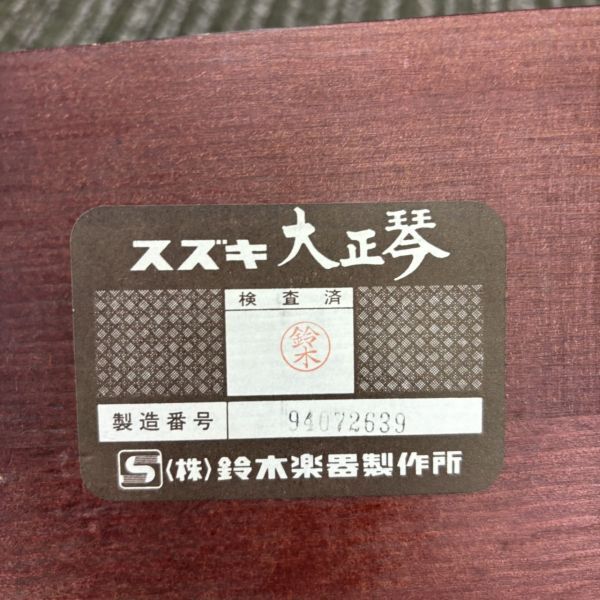 スズキ 大正琴
検査済
鈴木
製造番号 94072639
S (株)鈴木楽器製作所